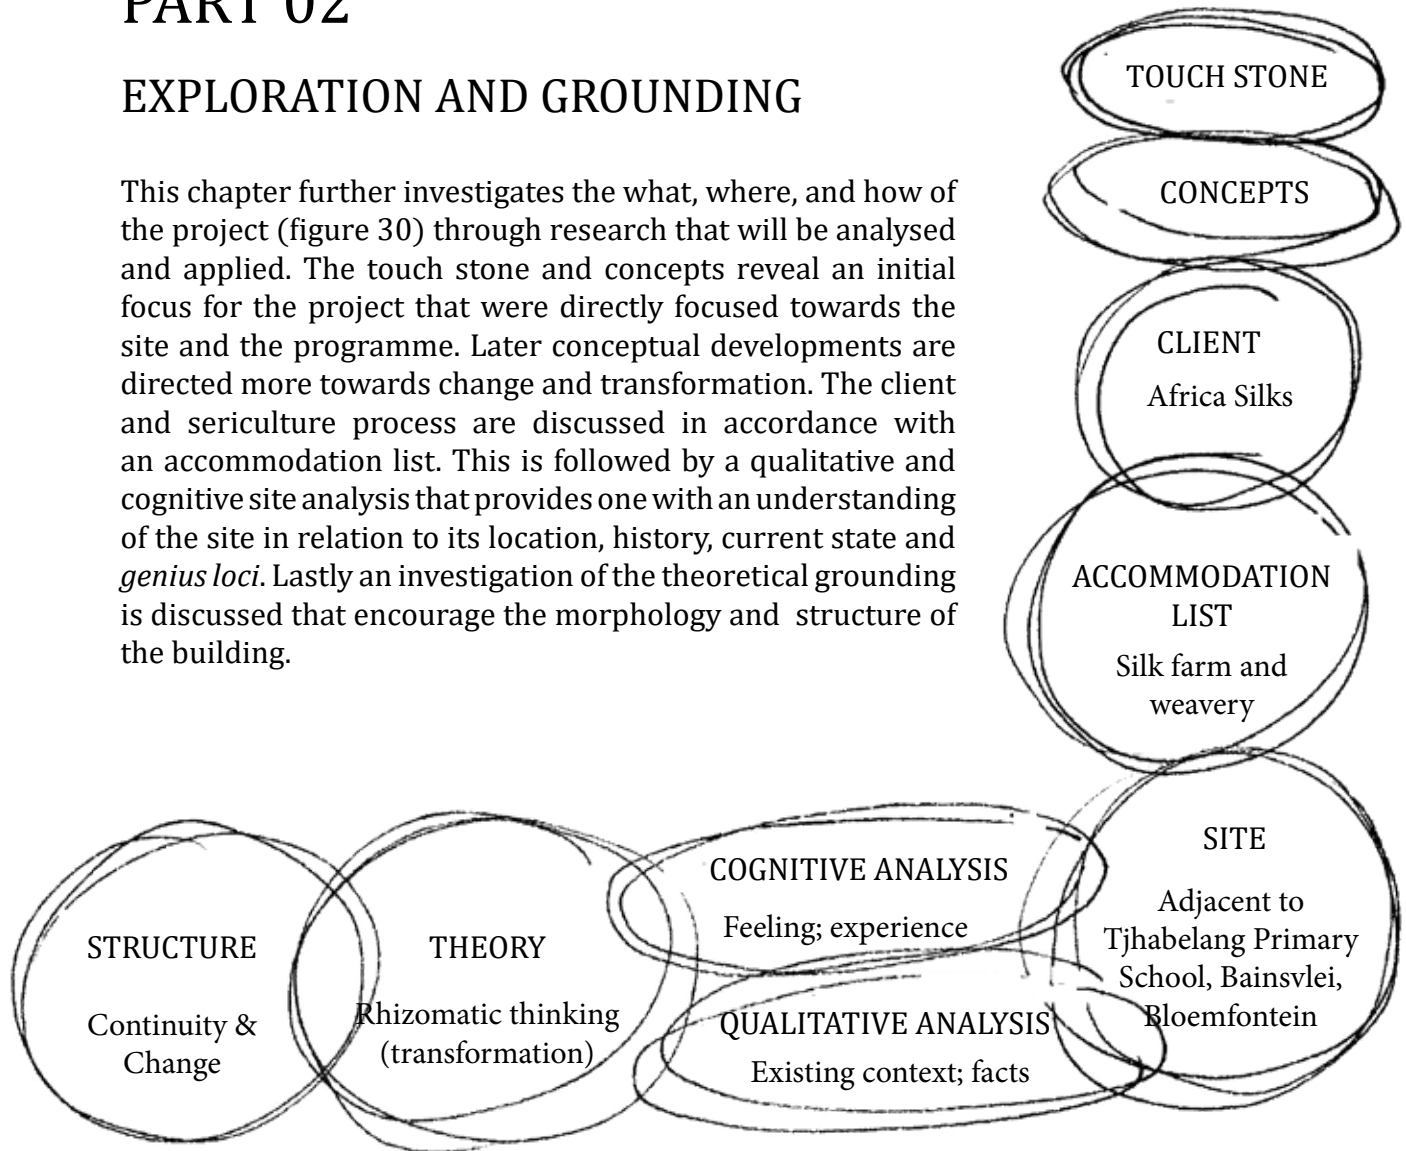 PART 02
EXPLORATION AND GROUNDING
This chapter further investigates the what, where, and how of
the project (figure 30) through research that will be analysed
and applied. The touch stone and concepts reveal an initial
focus for the project that were directly focused towards the
site and the programme. Later conceptual developments are
directed more towards change and transformation. The client
and sericulture process are discussed in accordance with
an accommodation list. This is followed by a qualitative and
cognitive site analysis that provides one with an understanding
of the site in relation to its location, history, current state and
genius loci. Lastly an investigation of the theoretical grounding
is discussed that encourage the morphology and structure of
the building.
TOUCH STONE
CONCEPTS
CLIENT
Africa Silks
ACCOMMODATION
LIST
Silk farm and
weavery
SITE
Adjacent to
Tjhabelang Primary
School, Bainsvlei,
Bloemfontein
COGNITIVE ANALYSIS
Feeling; experience
QUALITATIVE ANALYSIS
Existing context; facts
THEORY
Rhizomatic thinking
(transformation)
STRUCTURE
Continuity &
Change